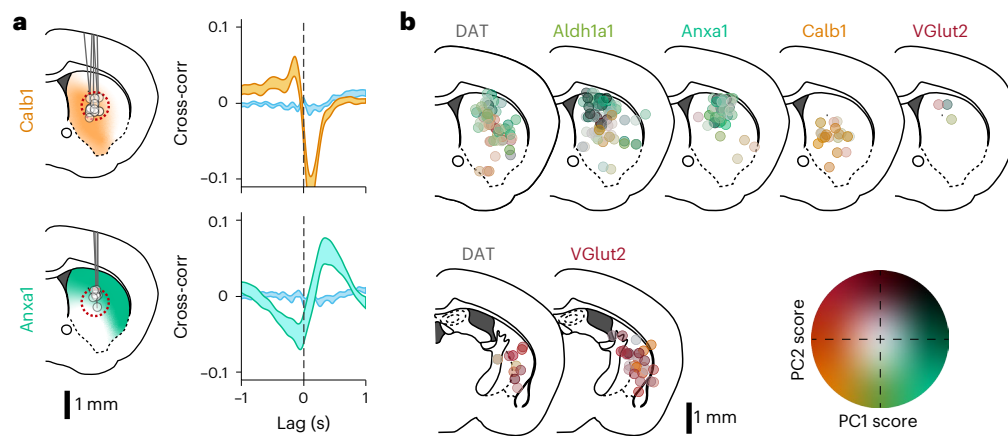 a
Calb1
Cross-corr
0.1
0
−0.1
Anxa1
Cross-corr
0.1
0
−0.1
−1
0
1
Lag (s)
1 mm
b
DAT
Aldh1a1
Anxa1
Calb1
VGlut2
DAT
VGlut2
1 mm
PC2 score
PC1 score